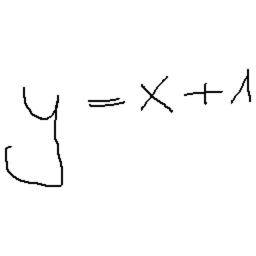 y = x + 1